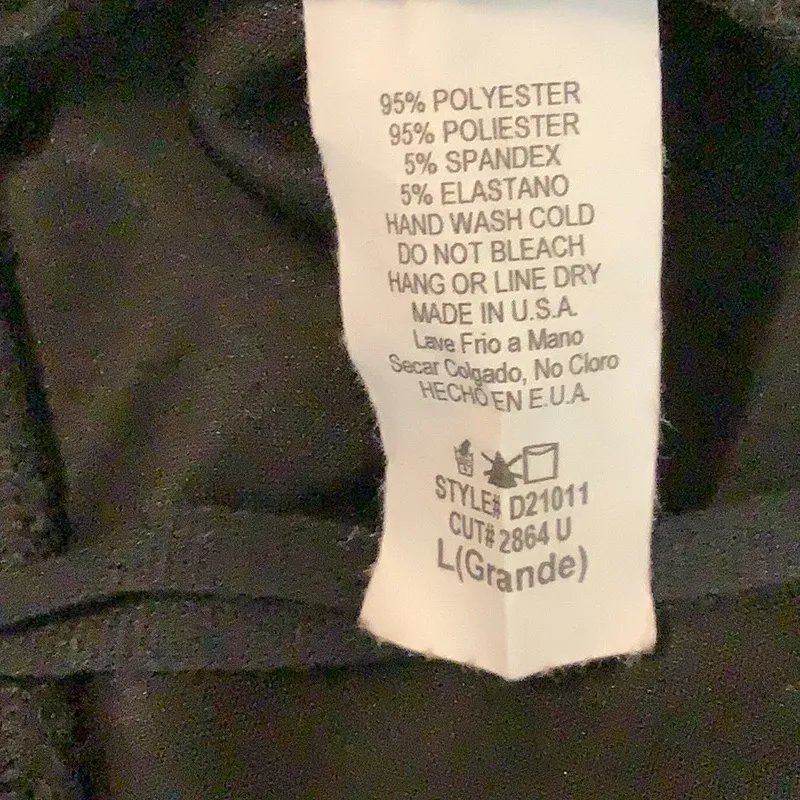 95% POLYESTER
95% POLIESTER
5% SPANDEX
5% ELASTANO
HAND WASH COLD
DO NOT BLEACH
HANG OR LINE DRY
MADE IN U.S.A.
Lave Frio a Mano
Secar Colgado, No Cloro
HECHO EN E.U.A.
STYLE# D21011
CUT# 2864 U
L(Grande)